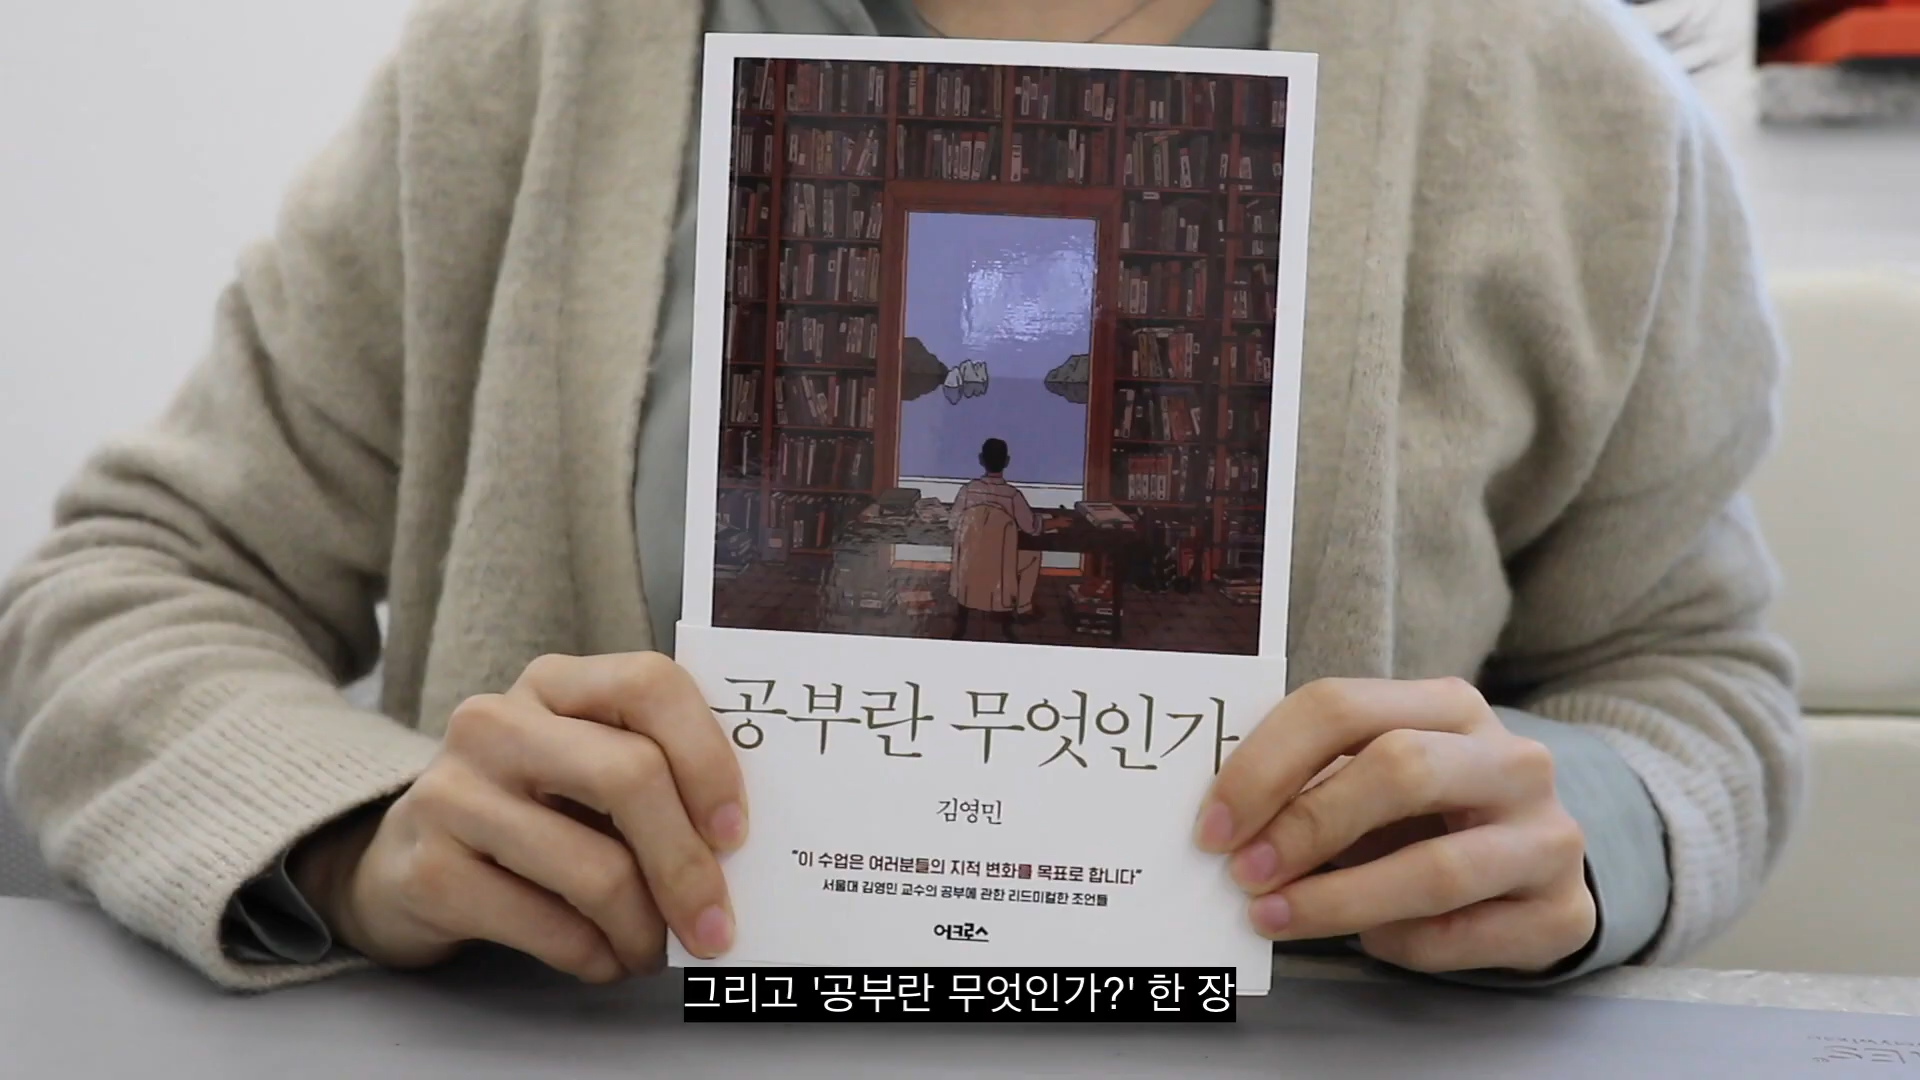 공부란 무엇인가
김영민
"이 수업은 여러분들의 지적 변화를 목표로 합니다"
서울대 김영민 교수의 공부에 관한 리드미컬한 조언들
어크로스
그리고 '공부란 무엇인가?' 한 장